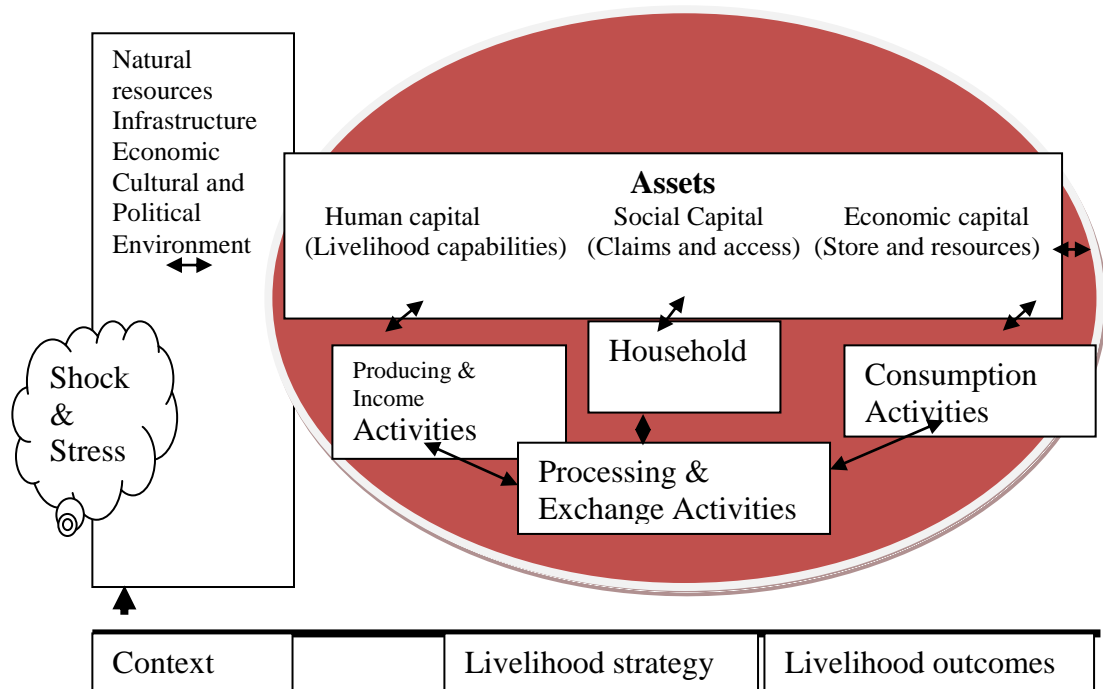 Natural
resources
Infrastructure
Economic
Cultural and
Political
Environment
Assets
Human capital
(Livelihood capabilities)
Social Capital
(Claims and access)
Economic capital
(Store and resources)
Shock
&
Stress
Producing &
Income
Activities
Household
Consumption
Activities
Processing &
Exchange Activities
Context
Livelihood strategy
Livelihood outcomes